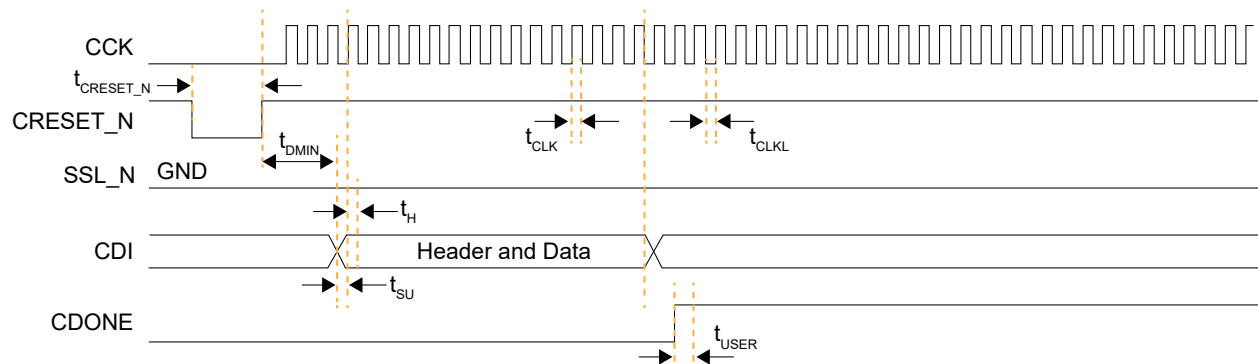 CCK
tCRESET_N
CRESET_N
tDMIN
tCLK
tCLKL
SSL_N
GND
tH
CDI
Header and Data
tSU
CDONE
tUSER